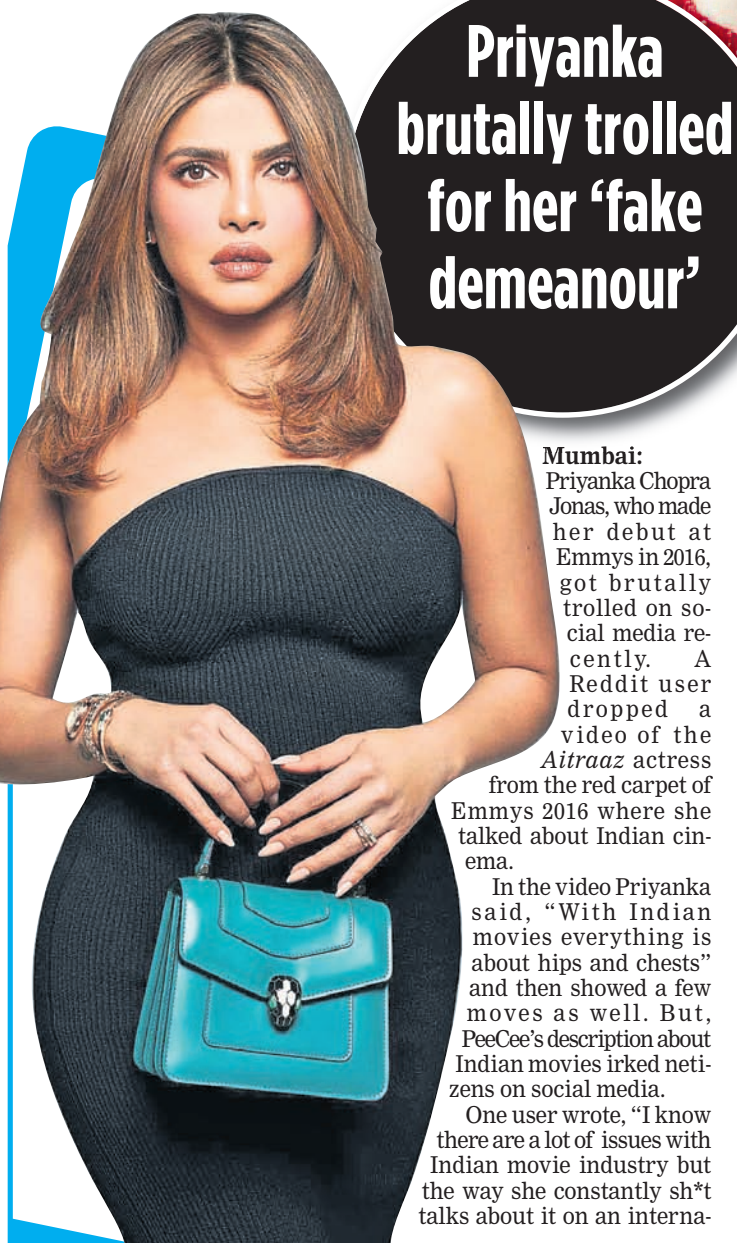 Priyanka
brutally trolled
for her ‘fake
demeanour’
Mumbai:
Priyanka Chopra
Jonas, who made
her debut at
Emmys in 2016,
got brutally
trolled on so-
cial media re-
cently. A
Reddit user
dropped a
video of the
Aitraaz actress
from the red carpet of
Emmys 2016 where she
talked about Indian cin-
ema.
In the video Priyanka
said, “With Indian
movies everything is
about hips and chests”
and then showed a few
moves as well. But,
PeeCee’s description about
Indian movies irked neti-
zens on social media.
One user wrote, “I know
there are a lot of issues with
Indian movie industry but
the way she constantly sh*t
talks about it on an interna-